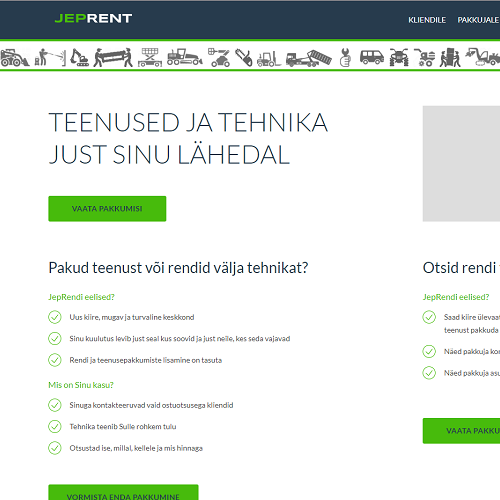 JEPRENT
KLIENDILE PAKKUJALE
TEENUSED JA TEHNIKA
JUST SINU LÄHEDAL
VAATA PAKKUMISI
Pakud teenust või rendid välja tehnikat?
JepRendi eelised?
Uus kiire, mugav ja turvaline keskkond
Sinu kuulutus levib just seal kus soovid ja just neile, kes seda vajavad
Rendi ja teenusepakkumiste lisamine on tasuta
Mis on Sinu kasu?
Sinuga kontakteeruvad vaid ostuotsusega kliendid
Tehnika teenib Sulle rohkem tulu
Otsustad ise, millal, kellele ja mis hinnaga
VORMISTA ENDA PAKKUMINE
Otsid rendi
JepRendi eelised?
Saad kiire ülevaat
teenust pakkuda
Näed pakkuja
Näed pakkuja asu
VAATA PAKKU